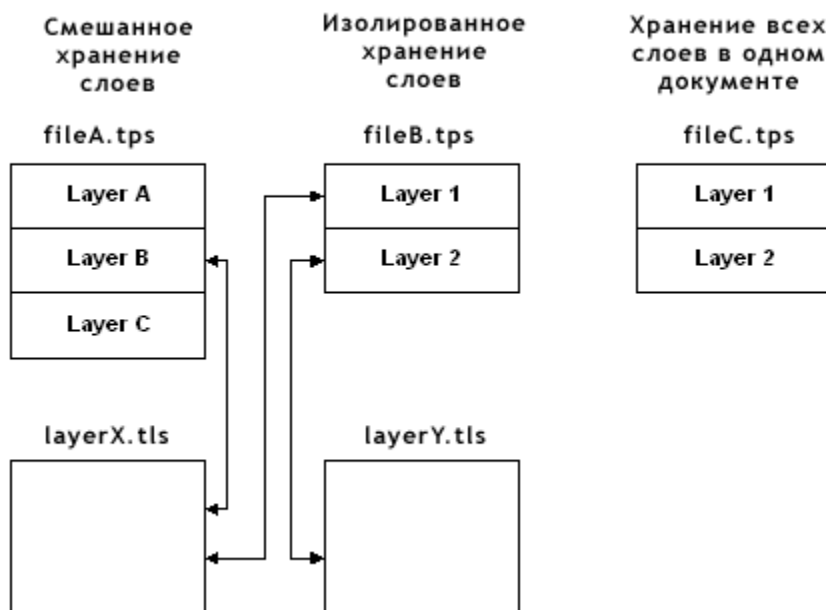 Смешанное
хранение
слоев
Изолированное
хранение
слоев
Хранение всех
слоев в одном
документе
fileA.tps
fileB.tps
fileC.tps
Layer A
Layer B
Layer C
Layer 1
Layer 2
Layer 1
Layer 2
layerX.tls
layerY.tls